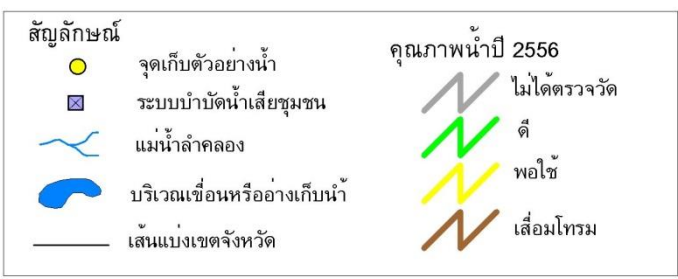 สัญลักษณ์
จุดเก็บตัวอย่างน้ำ
ระบบบำบัดน้ำเสียชุมชน
แม่น้ำลำคลอง
บริเวณเขื่อนหรืออ่างเก็บน้ำ
เส้นแบ่งเขตจังหวัด
คุณภาพน้ำปี 2556
ไม่ได้ตรวจวัด
ดี
พอใช้
เสื่อมโทรม